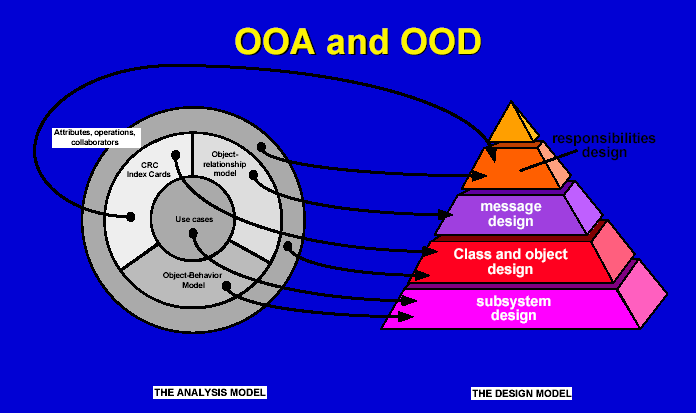 OOA and OOD
Attributes, operations,
collaborators
CRC
Index Cards
Object-
relationship
model
Use cases
Object-Behavior
Model
responsibilities
design
message
design
Class and object
design
subsystem
design
THE ANALYSIS MODEL
THE DESIGN MODEL